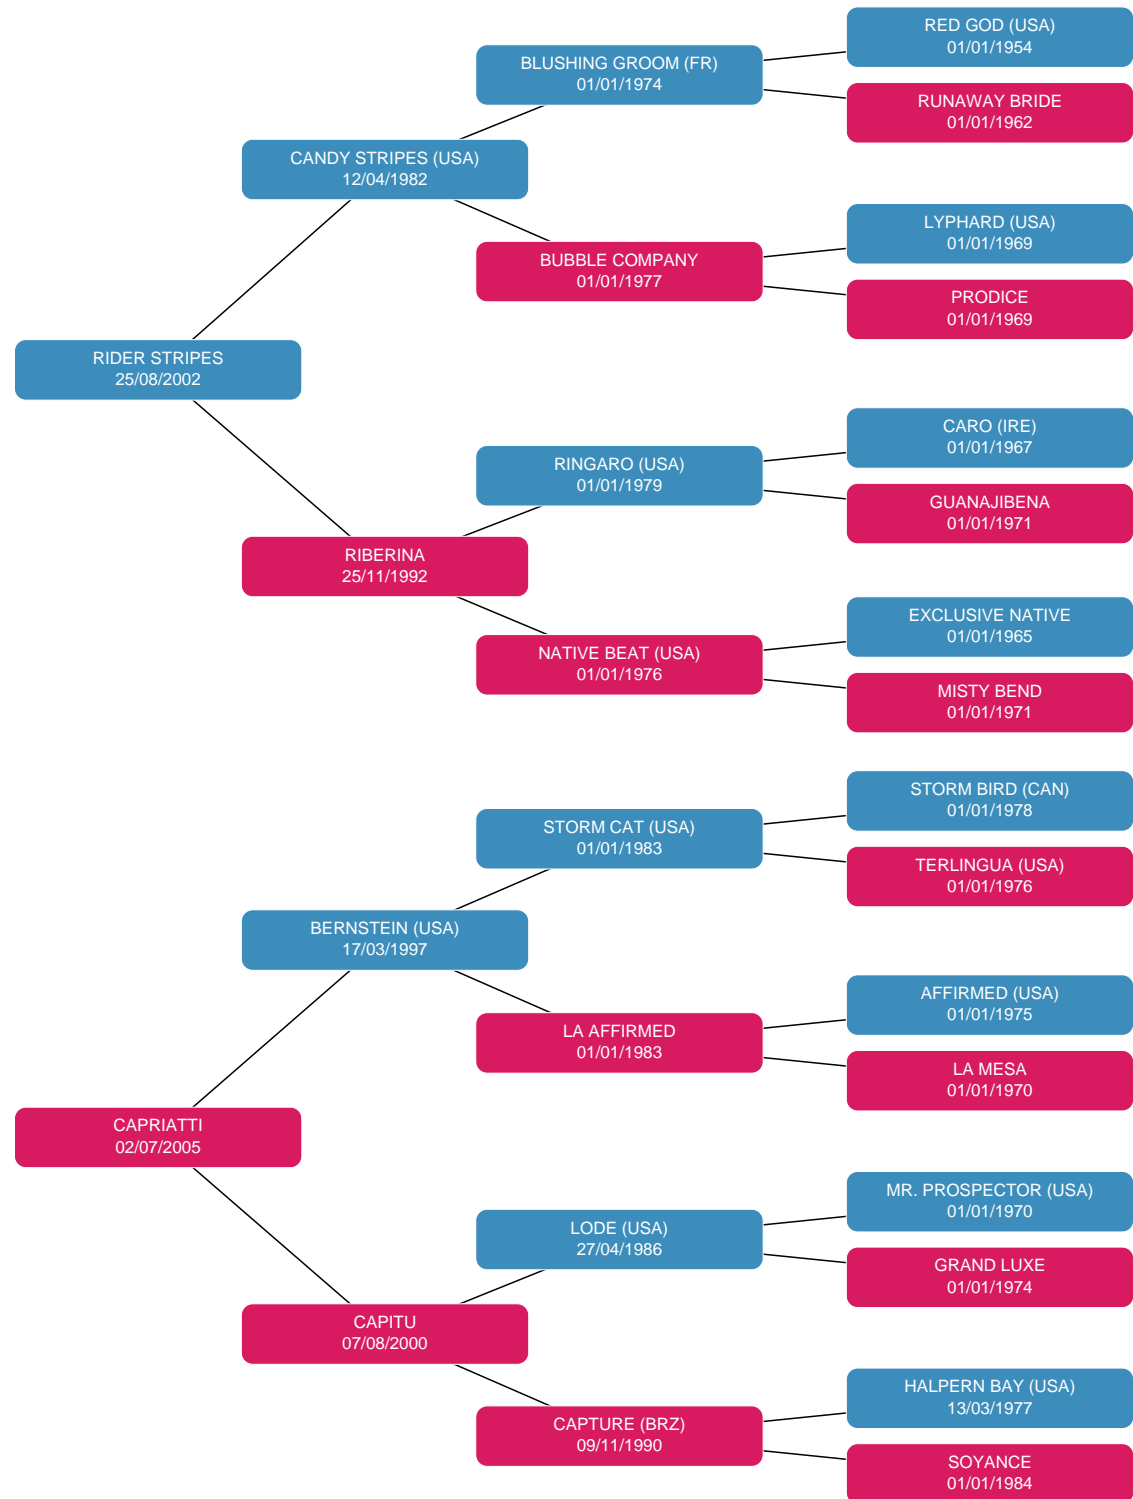 RED GOD (USA)
01/01/1954
BLUSHING GROOM (FR)
01/01/1974
RUNAWAY BRIDE
01/01/1962
CANDY STRIPES (USA)
12/04/1982
LYPHARD (USA)
01/01/1969
BUBBLE COMPANY
01/01/1977
PRODICE
01/01/1969
RIDER STRIPES
25/08/2002
CARO (IRE)
01/01/1967
RINGARO (USA)
01/01/1979
GUANAJIBENA
01/01/1971
RIBERINA
25/11/1992
EXCLUSIVE NATIVE
01/01/1965
NATIVE BEAT (USA)
01/01/1976
MISTY BEND
01/01/1971
STORM BIRD (CAN)
01/01/1978
STORM CAT (USA)
01/01/1983
TERLINGUA (USA)
01/01/1976
BERNSTEIN (USA)
17/03/1997
AFFIRMED (USA)
01/01/1975
LA AFFIRMED
01/01/1983
LA MESA
01/01/1970
CAPRIATTI
02/07/2005
MR. PROSPECTOR (USA)
01/01/1970
LODE (USA)
27/04/1986
GRAND LUXE
01/01/1974
CAPITU
07/08/2000
HALPERN BAY (USA)
13/03/1977
CAPTURE (BRZ)
09/11/1990
SOYANCE
01/01/1984